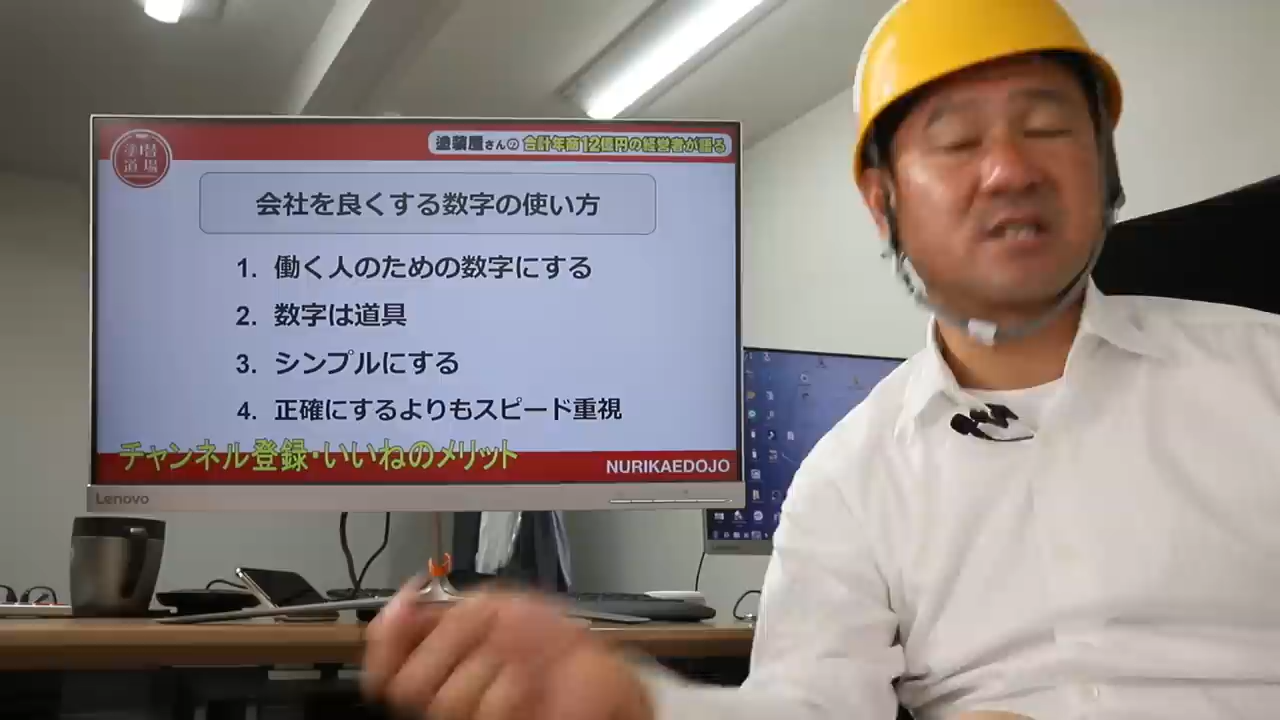 塗替
道場
塗装屋さんの 合計年商12億円の経営者が語る
会社を良くする数字の使い方
1. 働く人のための数字にする
2. 数字は道具
3. シンプルにする
4. 正確にするよりもスピード重視
チャンネル登録・いいねのメリット
NURIKAEDOJO
Lenovo